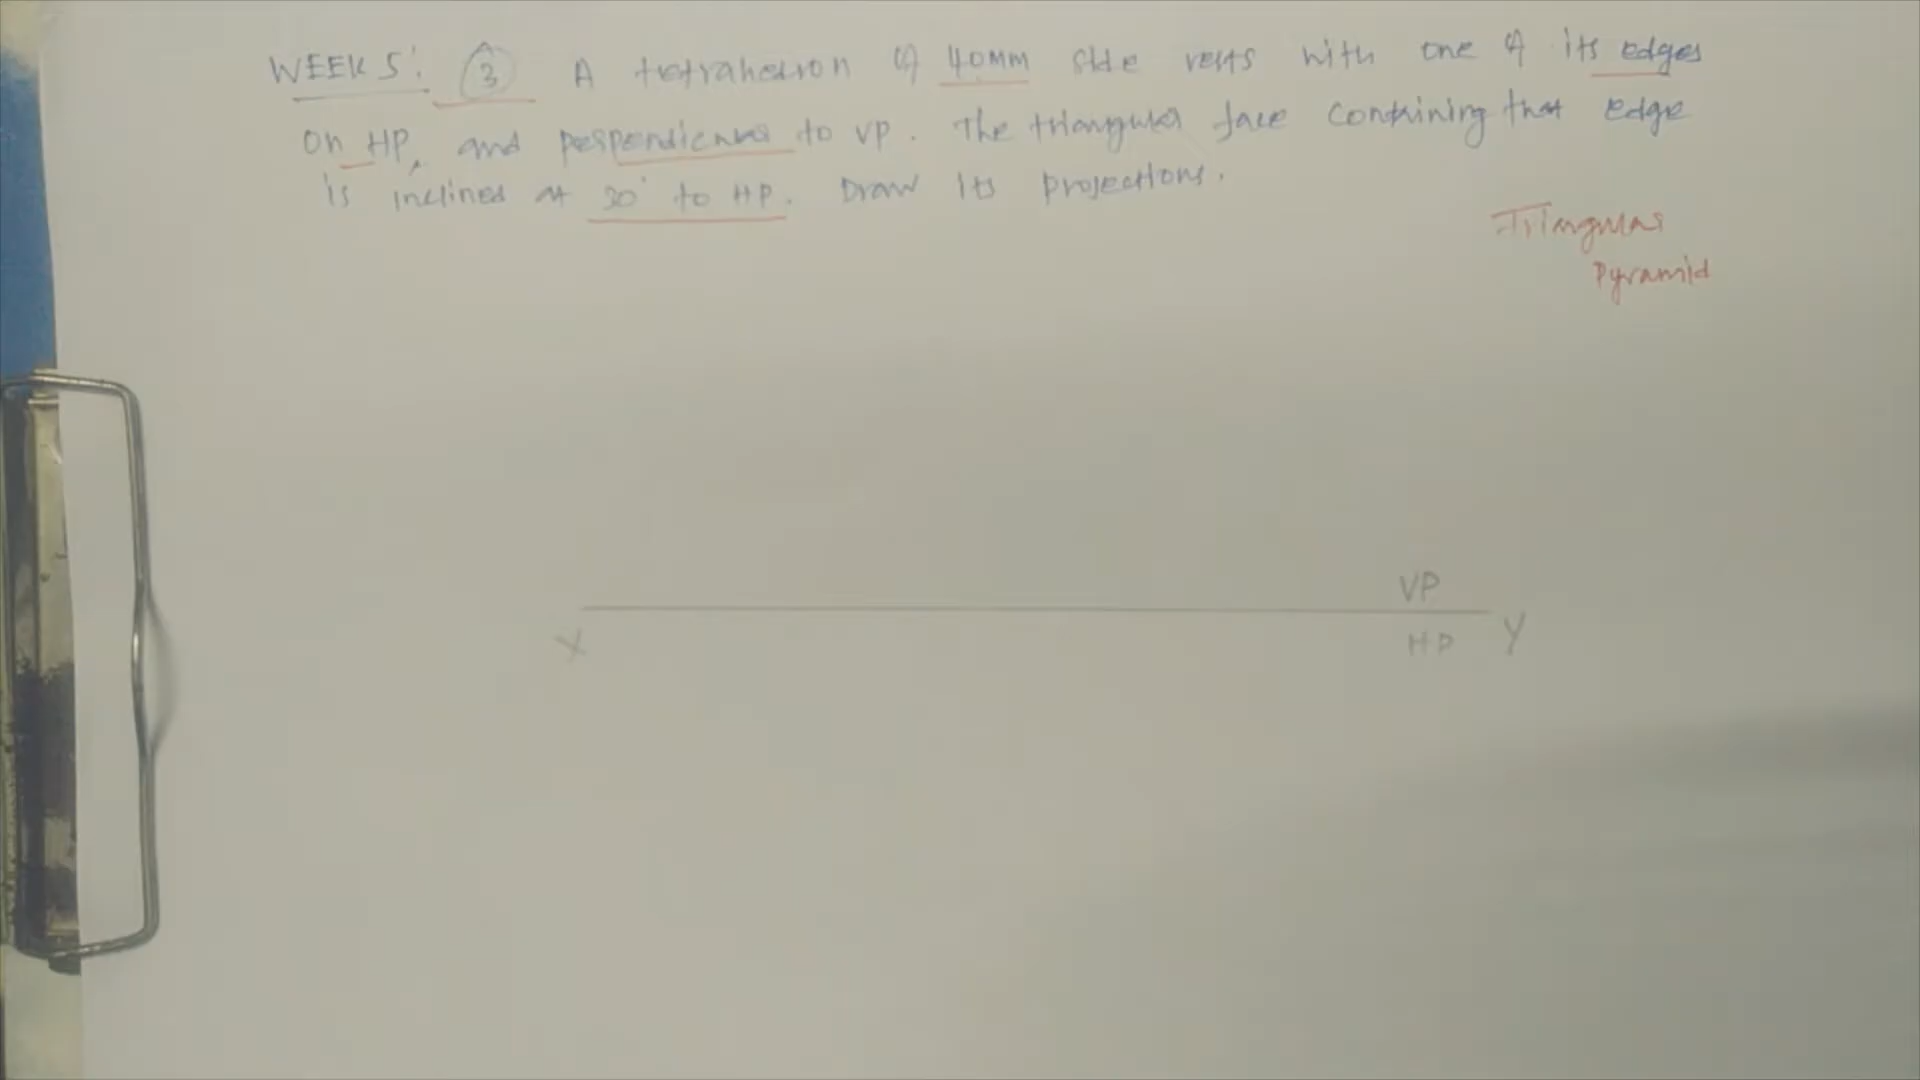 WEEK 5: 3 A tetrahedron of 40MM side rests with one of its edges
on HP, and perpendicular to VP. The triangular face containing that edge
is inclined at 30° to HP. Draw its projections.
Triangular
Pyramid
VP
X HP Y